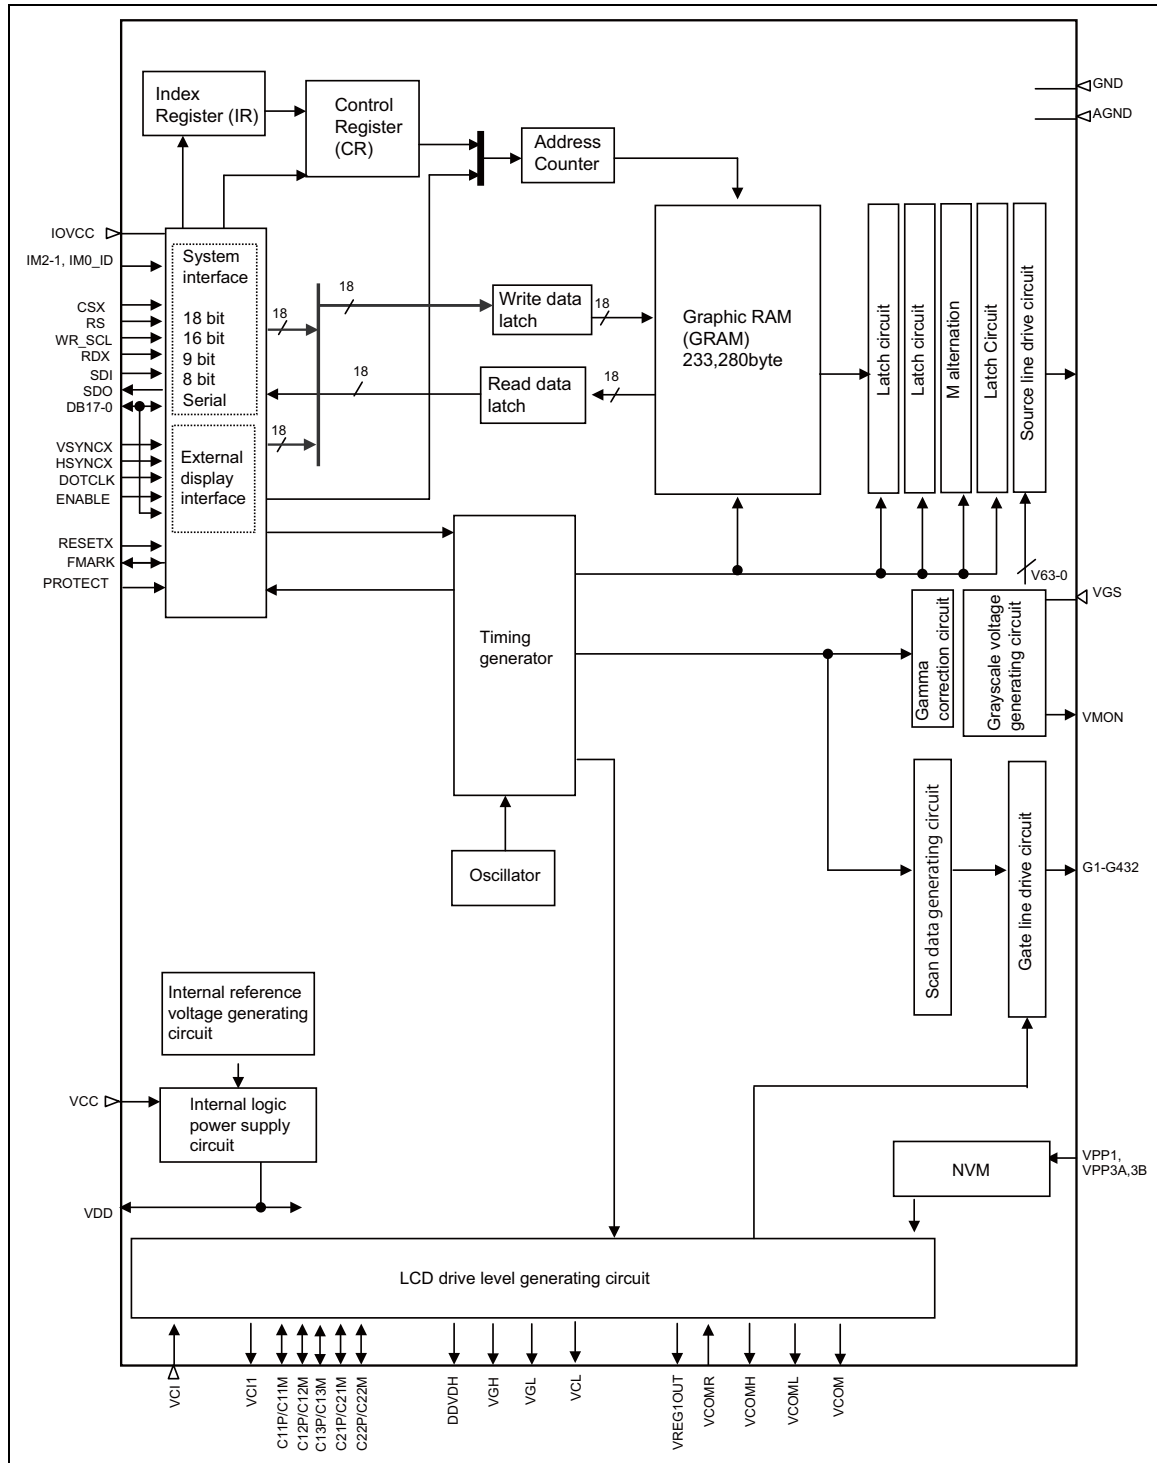 GND
AGND
Index
Register (IR)
Control
Register
(CR)
Address
Counter
IOVCC
IM2-1, IM0_ID
CSX
RS
WR_SCL
RDX
SDI
SDO
DB17-0
VSYNCX
HSYNCX
DOTCLK
ENABLE
RESETX
FMARK
PROTECT
System
interface
18 bit
16 bit
9 bit
8 bit
Serial
External
display
interface
18
18
18
18
Write data
latch
18
Read data
latch
18
Graphic RAM
(GRAM)
233,280byte
Latch circuit
Latch circuit
M alternation
Latch Circuit
Source line drive circuit
V63-0
VGS
Timing
generator
Gamma
correction circuit
Grayscale voltage
generating circuit
VMON
Oscillator
Scan data generating circuit
Gate line drive circuit
G1-G432
Internal reference
voltage generating
circuit
VCC
Internal logic
power supply
circuit
VDD
NVM
VPP1,
VPP3A,3B
LCD drive level generating circuit
VCI
VCI1
C11P/C11M
C12P/C12M
C13P/C13M
C21P/C21M
C22P/C22M
DDVDH
VGH
VGL
VCL
VREG1OUT
VCOMR
VCOMH
VCOML
VCOM